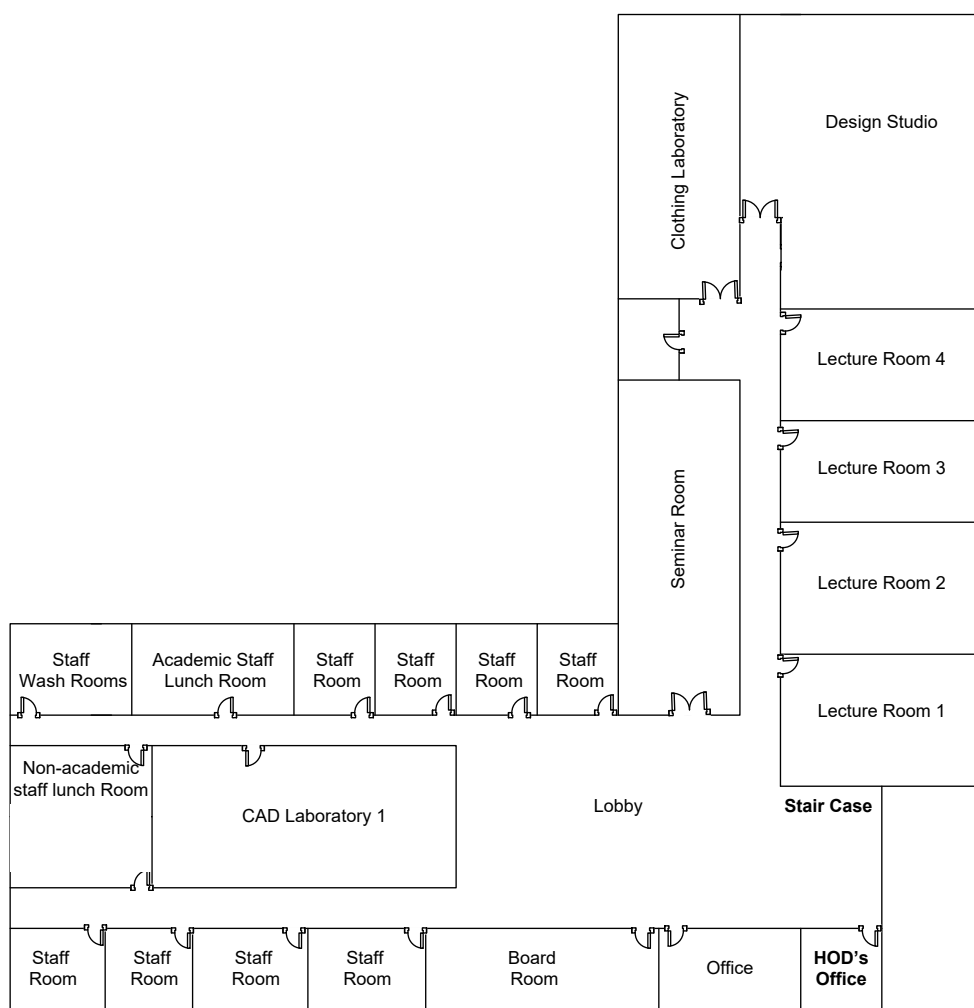 Design Studio
Clothing Laboratory
Lecture Room 4
Lecture Room 3
Seminar Room
Lecture Room 2
Staff
Wash Rooms
Academic Staff
Lunch Room
Staff
Room
Staff
Room
Staff
Room
Staff
Room
Lecture Room 1
Non-academic
staff lunch Room
CAD Laboratory 1
Lobby
Stair Case
Staff
Room
Staff
Room
Staff
Room
Staff
Room
Board
Room
Office
HOD's
Office